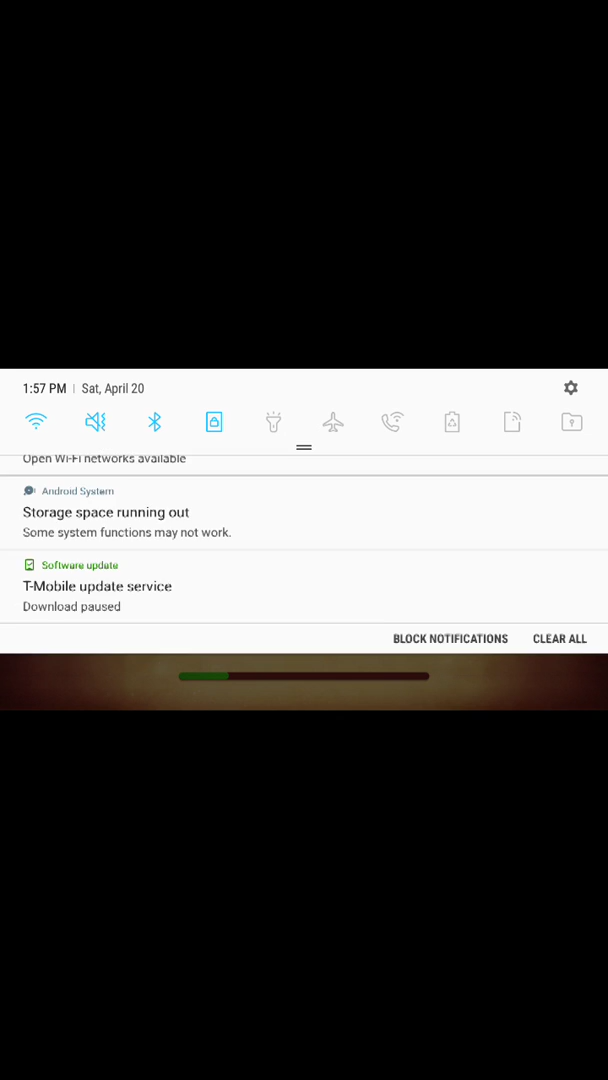 1:57 PM | Sat, April 20
Open Wi-Fi networks available
Android System
Storage space running out
Some system functions may not work.
Software update
T-Mobile update service
Download paused
BLOCK NOTIFICATIONS CLEAR ALL